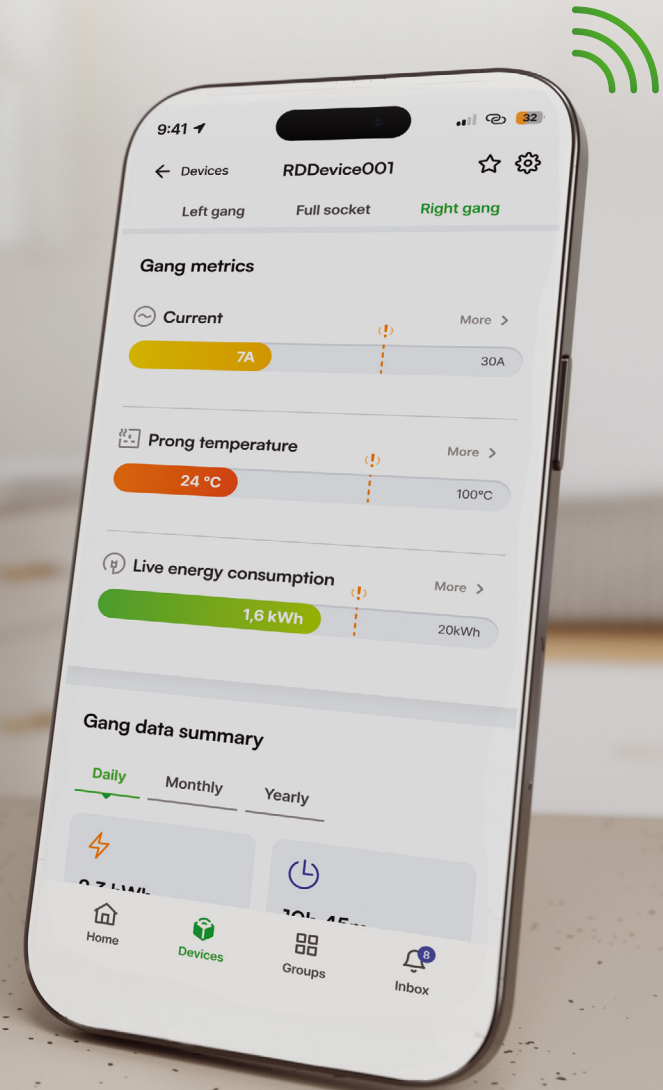 9:41
32
Devices
RDDevice001
Left gang
Full socket
Right gang
Gang metrics
Current
More
7A
30A
Prong temperature
More
24 °C
100°C
Live energy consumption
More
1,6 kWh
20kWh
Gang data summary
Daily
Monthly
Yearly
Home
Devices
Groups
8
Inbox